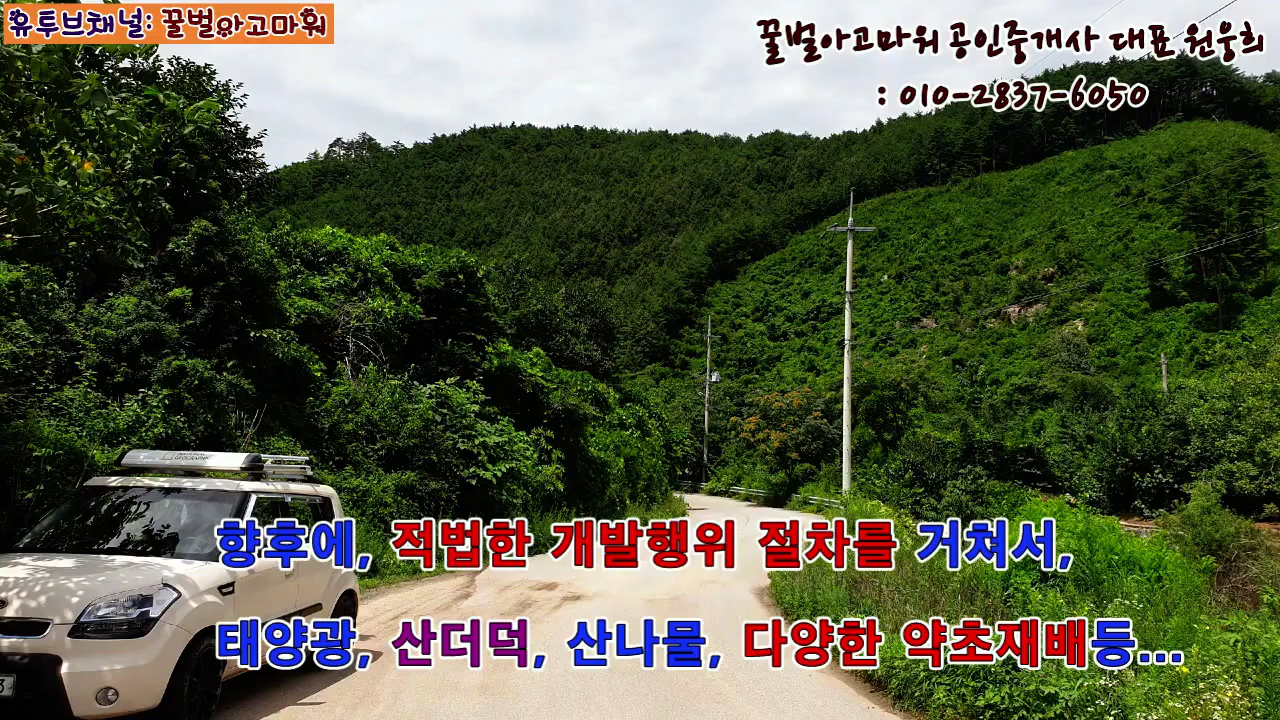 유투브채널: 꿀벌아고마워
꿀벌아고마워 공인중개사 대표 원웅희
: 010-2837-6050
향후에, 적법한 개발행위 절차를 거쳐서,
태양광, 산더덕, 산나물, 다양한 약초재배등...